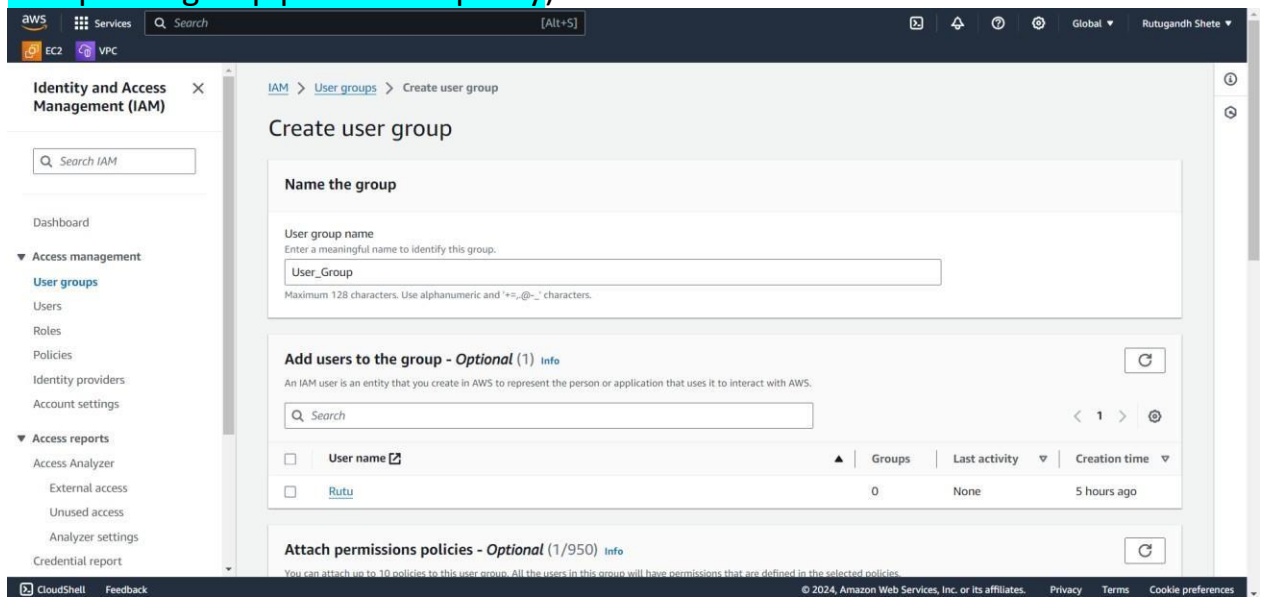 aws Services Search [Alt+S] Global Rutugandh Shete
EC2 VPC
Identity and Access Management (IAM)
Search IAM
Dashboard
Access management
User groups
Users
Roles
Policies
Identity providers
Account settings
Access reports
Access Analyzer
External access
Unused access
Analyzer settings
Credential report
IAM > User groups > Create user group
Create user group
Name the group
User group name
Enter a meaningful name to identify this group.
User_Group
Maximum 128 characters. Use alphanumeric and '+=,.@-_' characters.
Add users to the group - Optional (1) Info
An IAM user is an entity that you create in AWS to represent the person or application that uses it to interact with AWS.
Search
< 1 >
User name Groups Last activity Creation time
Rutu 0 None 5 hours ago
Attach permissions policies - Optional (1/950) Info
You can attach up to 10 policies to this user group. All the users in this group will have permissions that are defined in the selected policies.
CloudShell Feedback © 2024, Amazon Web Services, Inc. or its affiliates. Privacy Terms Cookie preferences